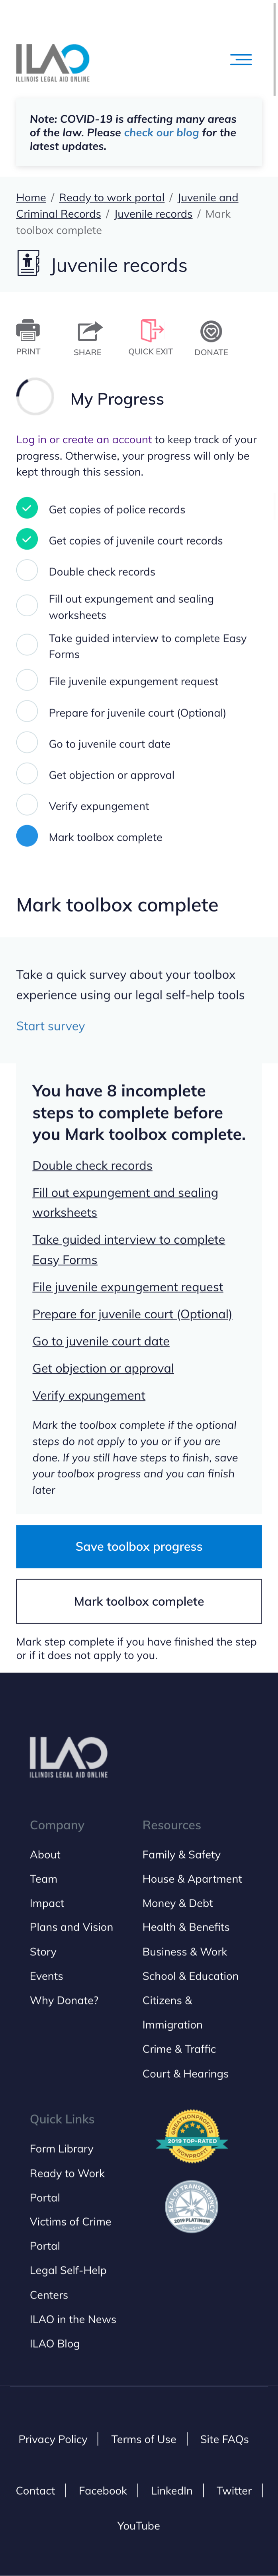 ILAO
ILLINOIS LEGAL AID ONLINE
Note: COVID-19 is affecting many areas
of the law. Please check our blog for the
latest updates.
Home / Ready to work portal / Juvenile and
Criminal Records / Juvenile records / Mark
toolbox complete
Juvenile records
PRINT SHARE QUICK EXIT DONATE
My Progress
Log in or create an account to keep track of your
progress. Otherwise, your progress will only be
kept through this session.
Get copies of police records
Get copies of juvenile court records
Double check records
Fill out expungement and sealing
worksheets
Take guided interview to complete Easy
Forms
File juvenile expungement request
Prepare for juvenile court (Optional)
Go to juvenile court date
Get objection or approval
Verify expungement
Mark toolbox complete
Mark toolbox complete
Take a quick survey about your toolbox
experience using our legal self-help tools
Start survey
You have 8 incomplete
steps to complete before
you Mark toolbox complete.
Double check records
Fill out expungement and sealing
worksheets
Take guided interview to complete
Easy Forms
File juvenile expungement request
Prepare for juvenile court (Optional)
Go to juvenile court date
Get objection or approval
Verify expungement
Mark the toolbox complete if the optional
steps do not apply to you or if you are
done. If you still have steps to finish, save
your toolbox progress and you can finish
later
Save toolbox progress
Mark toolbox complete
Mark step complete if you have finished the step
or if it does not apply to you.
ILAO
ILLINOIS LEGAL AID ONLINE
Company
About
Team
Impact
Plans and Vision
Story
Events
Why Donate?
Resources
Family & Safety
House & Apartment
Money & Debt
Health & Benefits
Business & Work
School & Education
Citizens &
Immigration
Crime & Traffic
Court & Hearings
Quick Links
Form Library
Ready to Work
Portal
Victims of Crime
Portal
Legal Self-Help
Centers
ILAO in the News
ILAO Blog
GREATNONPROFITS
2019 TOP-RATED
NONPROFIT
SEAL OF TRANSPARENCY
2019 PLATINUM
Privacy Policy Terms of Use Site FAQs
Contact Facebook LinkedIn Twitter
YouTube